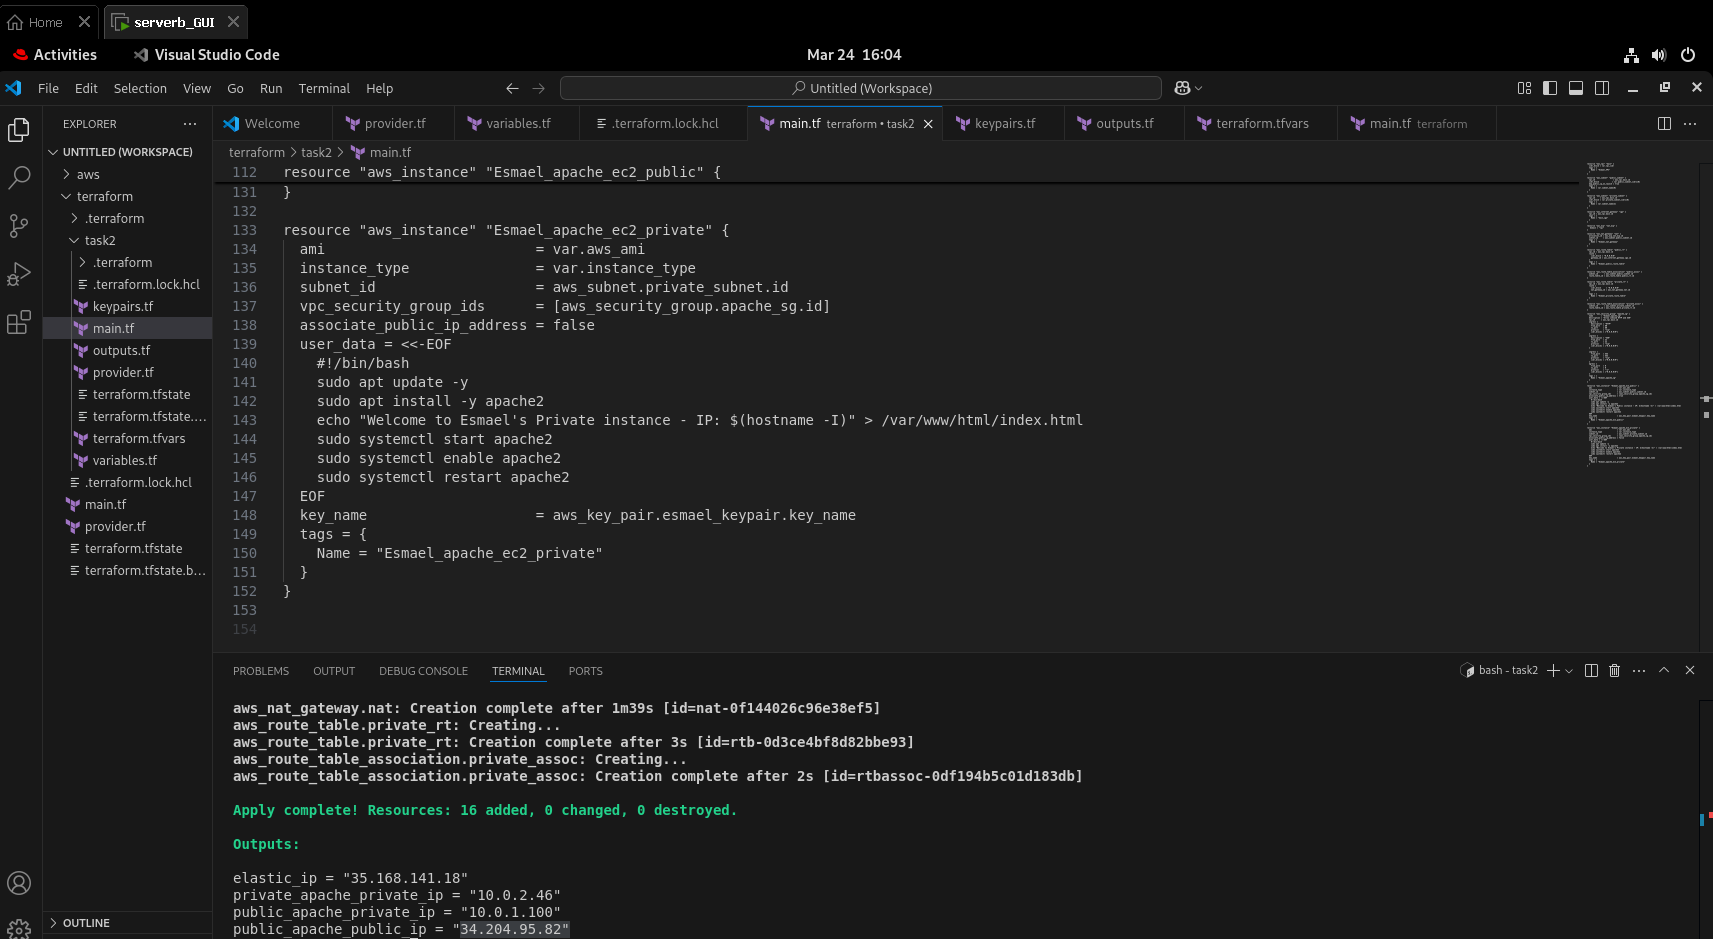 Home
serverb_GUI
Activities
Visual Studio Code
Mar 24 16:04
File Edit Selection View Go Run Terminal Help
Untitled (Workspace)
EXPLORER
UNTITLED (WORKSPACE)
aws
terraform
.terraform
task2
.terraform
.terraform.lock.hcl
keypairs.tf
main.tf
outputs.tf
provider.tf
terraform.tfstate
terraform.tfstate....
terraform.tfvars
variables.tf
.terraform.lock.hcl
main.tf
provider.tf
terraform.tfstate
terraform.tfstate.b...
OUTLINE
Welcome
provider.tf
variables.tf
.terraform.lock.hcl
main.tf terraform • task2
keypairs.tf
outputs.tf
terraform.tfvars
main.tf terraform
terraform > task2 > main.tf
112 resource "aws_instance" "Esmael_apache_ec2_public" {
131 }
132
133 resource "aws_instance" "Esmael_apache_ec2_private" {
134 ami = var.aws_ami
135 instance_type = var.instance_type
136 subnet_id = aws_subnet.private_subnet.id
137 vpc_security_group_ids = [aws_security_group.apache_sg.id]
138 associate_public_ip_address = false
139 user_data = <<-EOF
140 #!/bin/bash
141 sudo apt update -y
142 sudo apt install -y apache2
143 echo "Welcome to Esmael's Private instance - IP: $(hostname -I)" > /var/www/html/index.html
144 sudo systemctl start apache2
145 sudo systemctl enable apache2
146 sudo systemctl restart apache2
147 EOF
148 key_name = aws_key_pair.esmael_keypair.key_name
149 tags = {
150 Name = "Esmael_apache_ec2_private"
151 }
152 }
153
154
PROBLEMS OUTPUT DEBUG CONSOLE TERMINAL PORTS
bash - task2
aws_nat_gateway.nat: Creation complete after 1m39s [id=nat-0f144026c96e38ef5]
aws_route_table.private_rt: Creating...
aws_route_table.private_rt: Creation complete after 3s [id=rtb-0d3ce4bf8d82bbe93]
aws_route_table_association.private_assoc: Creating...
aws_route_table_association.private_assoc: Creation complete after 2s [id=rtbassoc-0df194b5c01d183db]
Apply complete! Resources: 16 added, 0 changed, 0 destroyed.
Outputs:
elastic_ip = "35.168.141.18"
private_apache_private_ip = "10.0.2.46"
public_apache_private_ip = "10.0.1.100"
public_apache_public_ip = "34.204.95.82"